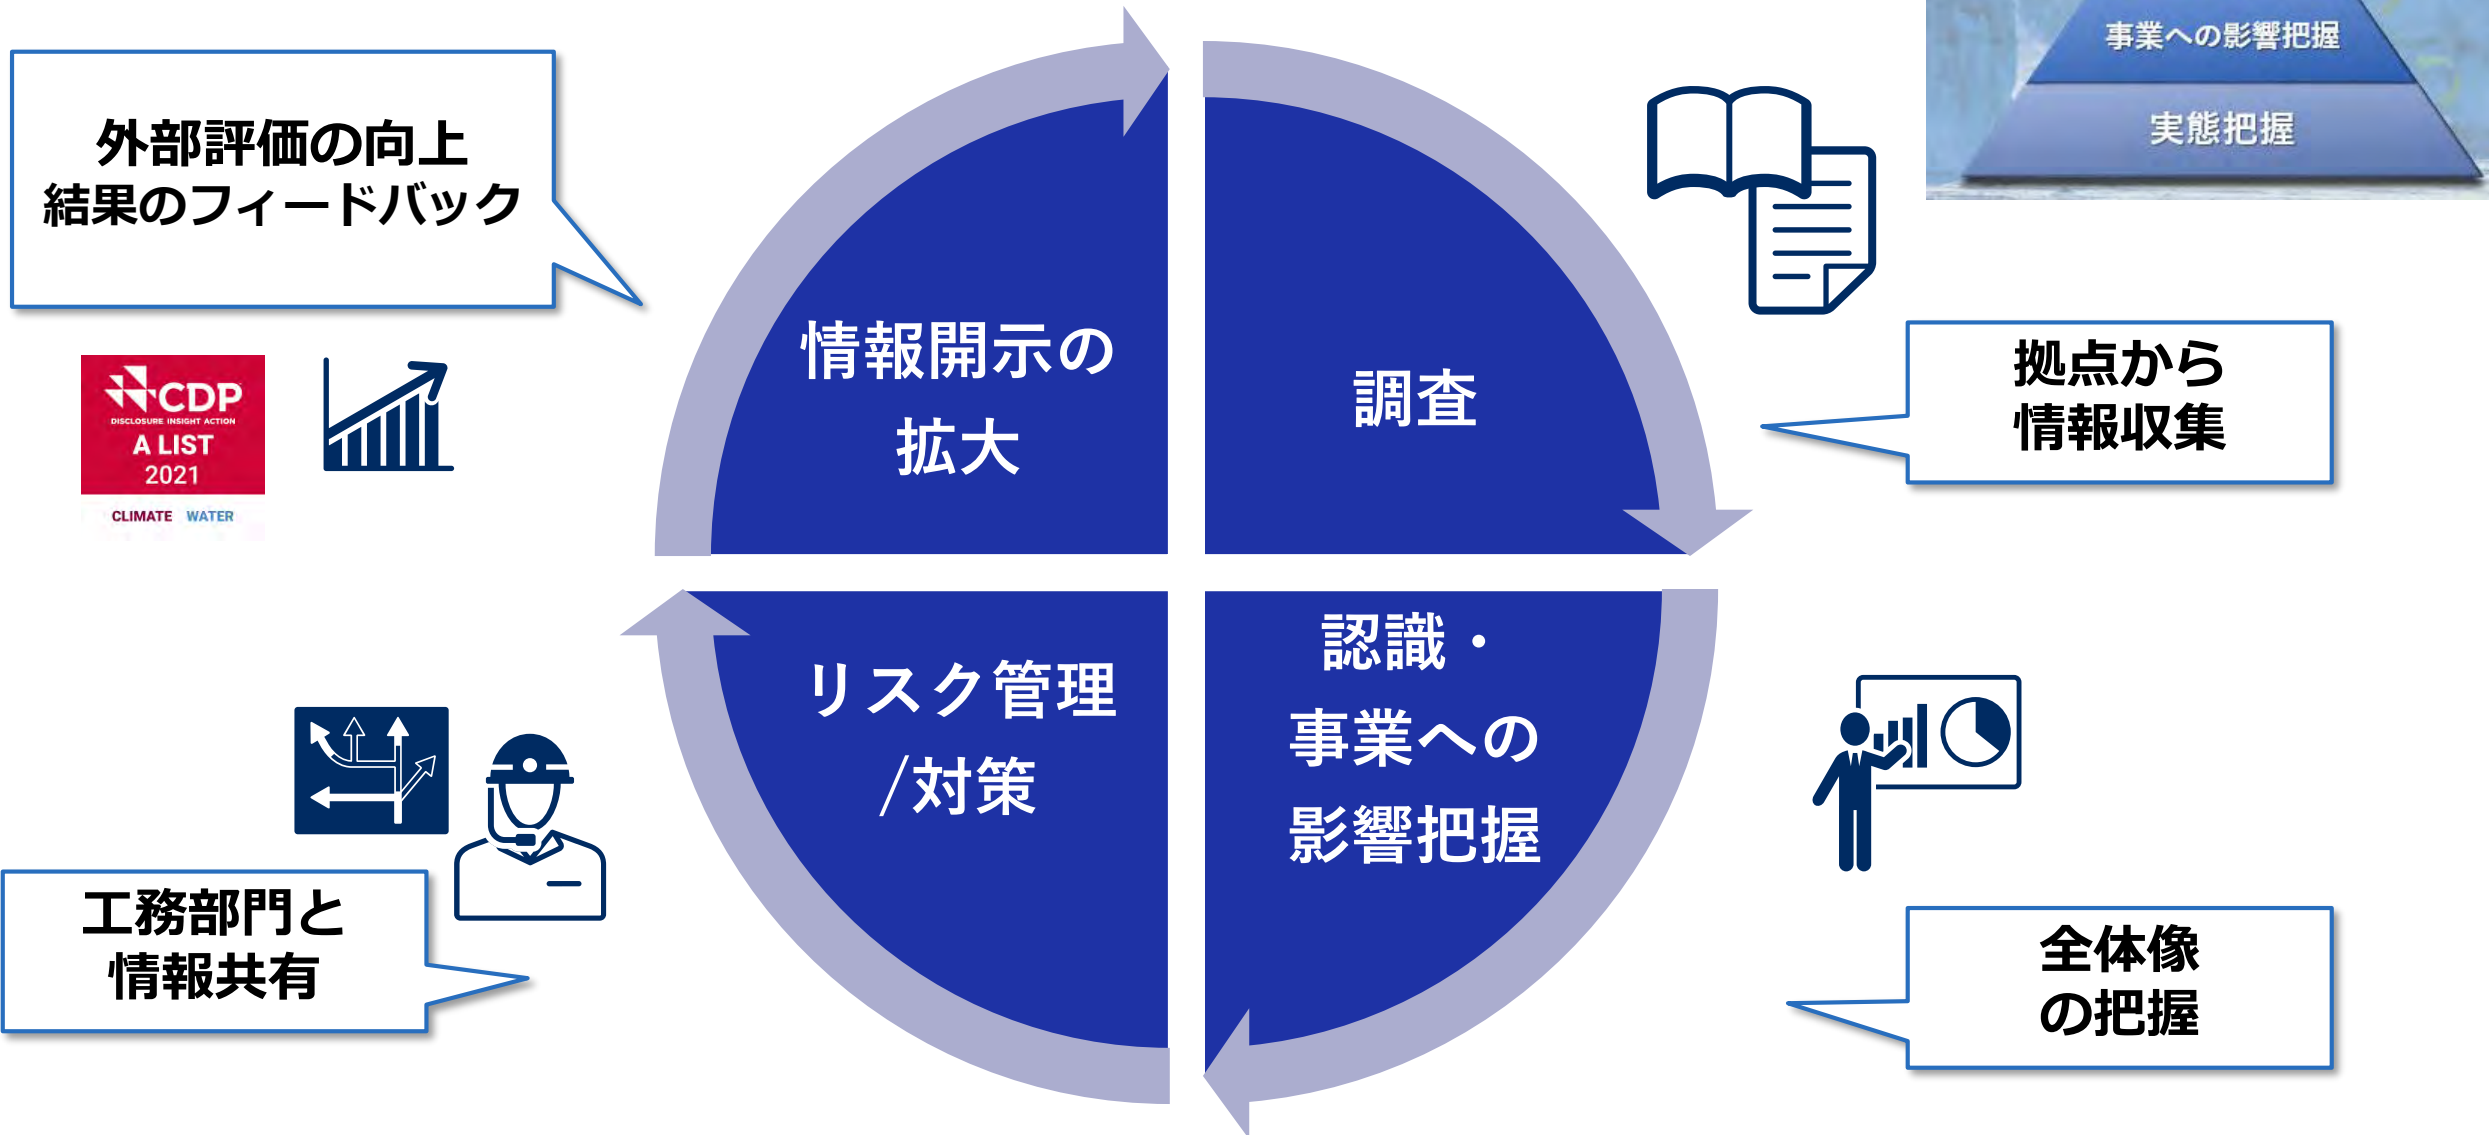 事業への影響把握
実態把握
外部評価の向上
結果のフィードバック
CDP
DISCLOSURE INSIGHT ACTION
A LIST
2021
CLIMATE WATER
情報開示の
拡大
調査
拠点から
情報収集
リスク管理
/対策
認識・
事業への
影響把握
工務部門と
情報共有
全体像
の把握